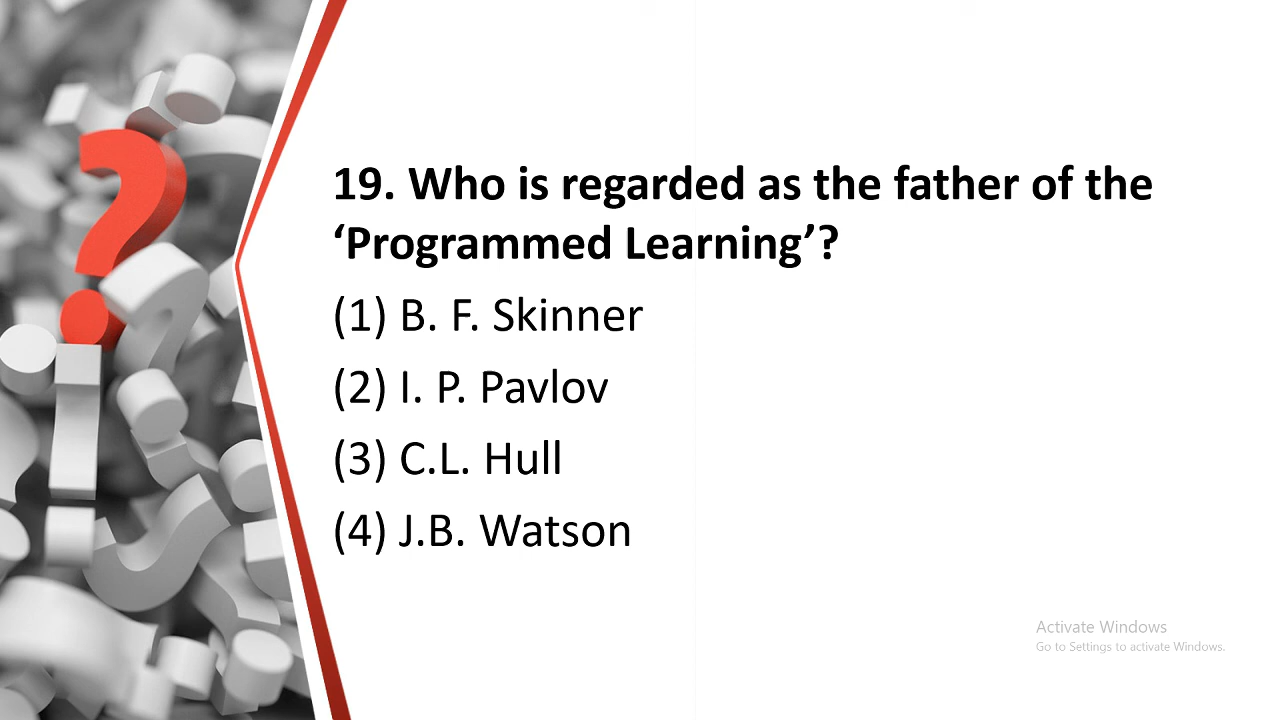 19. Who is regarded as the father of the
‘Programmed Learning’?
(1) B. F. Skinner
(2) I. P. Pavlov
(3) C.L. Hull
(4) J.B. Watson
Activate Windows
Go to Settings to activate Windows.